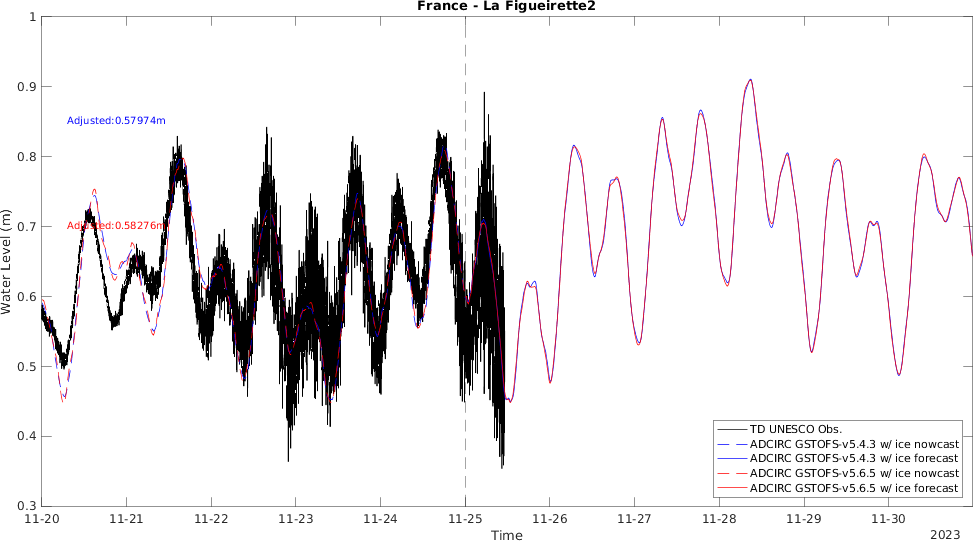 France - La Figueirette2
1
0.9
0.8
0.7
0.6
0.5
0.4
0.3
Water Level (m)
Adjusted:0.57974m
Adjusted:0.58276m
TD UNESCO Obs.
ADCIRC GSTOFS-v5.4.3 w/ ice nowcast
ADCIRC GSTOFS-v5.4.3 w/ ice forecast
ADCIRC GSTOFS-v5.6.5 w/ ice nowcast
ADCIRC GSTOFS-v5.6.5 w/ ice forecast
11-20 11-21 11-22 11-23 11-24 11-25 11-26 11-27 11-28 11-29 11-30
Time
2023